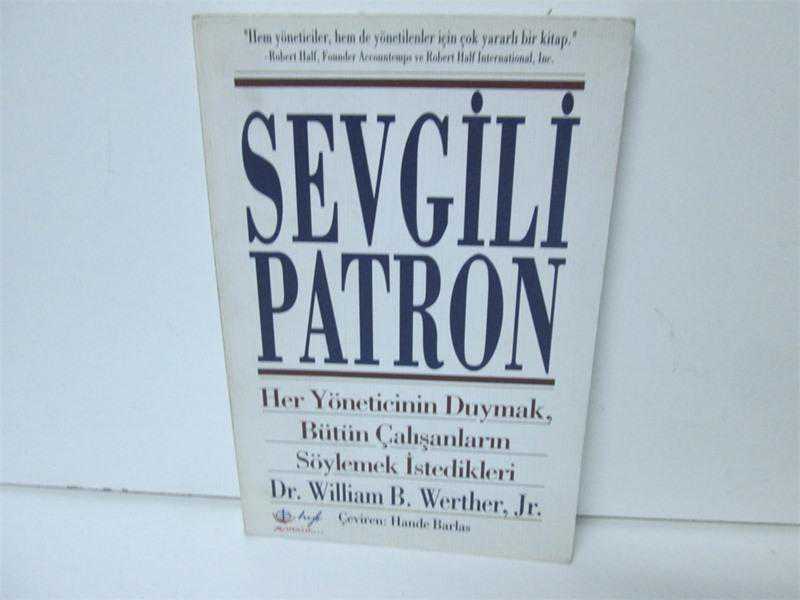 "Hem yöneticiler, hem de yönetilenler için çok yararlı bir kitap."
-Robert Half, Founder Accountemps ve Robert Half International, Inc.
SEVGİLİ
PATRON
Her Yöneticinin Duymak,
Bütün Çalışanların
Söylemek İstedikleri
Dr. William B. Werther, Jr.
Çeviren: Hande Barlas